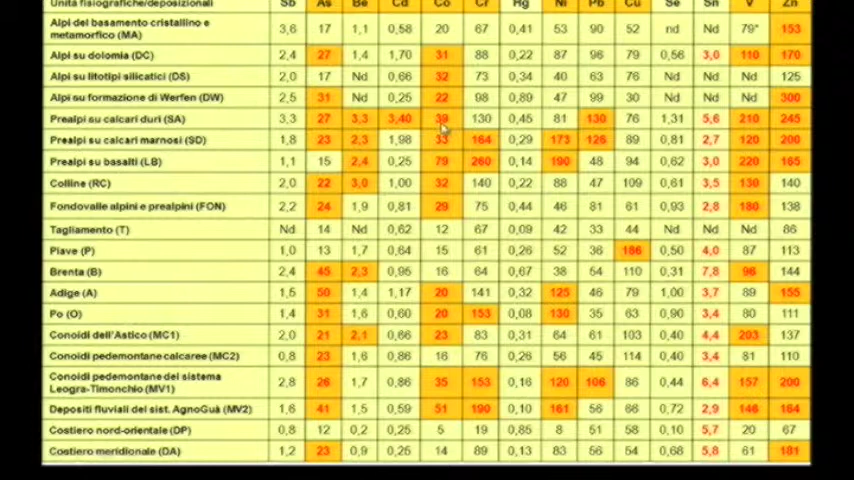 Unità fisiografiche/deposizionali Sb As Be Cd Co Cr Hg Ni Pb Cu Se Sn V Zn
Alpi del basamento cristallino e
metamorfico (MA) 3,6 17 1,1 0,58 20 67 0,41 53 90 52 nd Nd 79* 153
Alpi su dolomia (DC) 2,4 27 1,4 1,70 31 88 0,22 87 96 79 0,56 3,0 110 170
Alpi su litotipi silicatici (DS) 2,0 17 Nd 0,66 32 73 0,34 40 63 76 Nd Nd Nd 125
Alpi su formazione di Werfen (DW) 2,5 31 Nd 0,25 22 98 0,89 47 99 30 Nd Nd Nd 300
Prealpi su calcari duri (SA) 3,3 27 3,3 3,40 39 130 0,45 81 130 76 1,31 5,6 210 245
Prealpi su calcari marnosi (SD) 1,8 23 2,3 1,98 33 164 0,29 173 126 89 0,81 2,7 120 200
Prealpi su basalti (LB) 1,1 15 2,4 0,25 79 260 0,14 190 48 94 0,62 3,0 220 165
Colline (RC) 2,0 22 3,0 1,00 32 140 0,22 88 47 109 0,61 3,5 130 140
Fondovalle alpini e prealpini (FON) 2,2 24 1,9 0,81 29 75 0,44 46 81 61 0,93 2,8 180 138
Tagliamento (T) Nd 14 Nd 0,62 12 67 0,09 42 33 44 Nd Nd Nd 86
Piave (P) 1,0 13 1,7 0,64 15 61 0,26 52 36 186 0,50 4,0 87 113
Brenta (B) 2,4 45 2,3 0,95 16 64 0,67 38 54 110 0,31 7,8 96 144
Adige (A) 1,5 50 1,4 1,17 20 141 0,32 125 46 79 1,00 3,7 89 155
Po (O) 1,4 31 1,6 0,60 20 153 0,08 130 35 63 0,90 3,4 80 111
Conoidi dell'Astico (MC1) 2,0 21 2,1 0,66 23 83 0,31 64 61 103 0,40 4,4 203 137
Conoidi pedemontane calcaree (MC2) 0,8 23 1,6 0,86 16 76 0,26 56 45 114 0,40 3,4 81 110
Conoidi pedemontane del sistema
Leogra-Timonchio (MV1) 2,8 26 1,7 0,86 35 153 0,16 120 106 86 0,44 6,4 157 200
Depositi fluviali del sist. AgnoGuà (MV2) 1,6 41 1,5 0,59 51 190 0,10 161 56 66 0,72 2,9 146 164
Costiero nord-orientale (DP) 0,8 12 0,2 0,25 5 19 0,85 8 51 58 0,10 5,7 20 67
Costiero meridionale (DA) 1,2 23 0,9 0,25 14 89 0,13 83 56 54 0,68 5,8 61 181